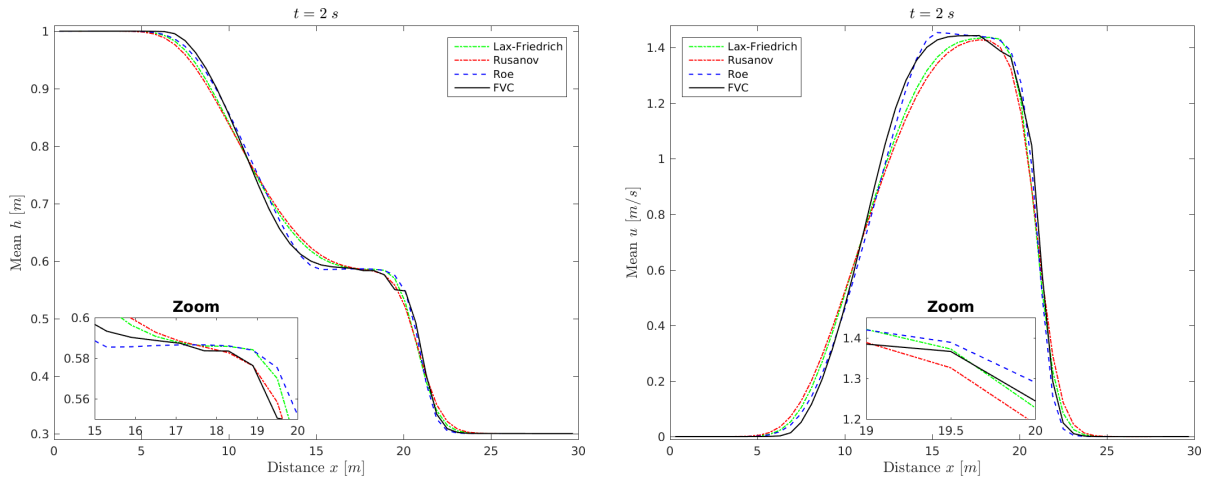 t = 2 s
Mean h [m]
1
0.9
0.8
0.7
0.6
0.5
0.4
0.3
Lax-Friedrich
Rusanov
Roe
FVC
Zoom
0.6
0.58
0.56
15 16 17 18 19 20
0 5 10 15 20 25 30
Distance x [m]
t = 2 s
Mean u [m/s]
1.4
1.2
1
0.8
0.6
0.4
0.2
0
Lax-Friedrich
Rusanov
Roe
FVC
Zoom
1.4
1.3
1.2
19 19.5 20
0 5 10 15 20 25 30
Distance x [m]